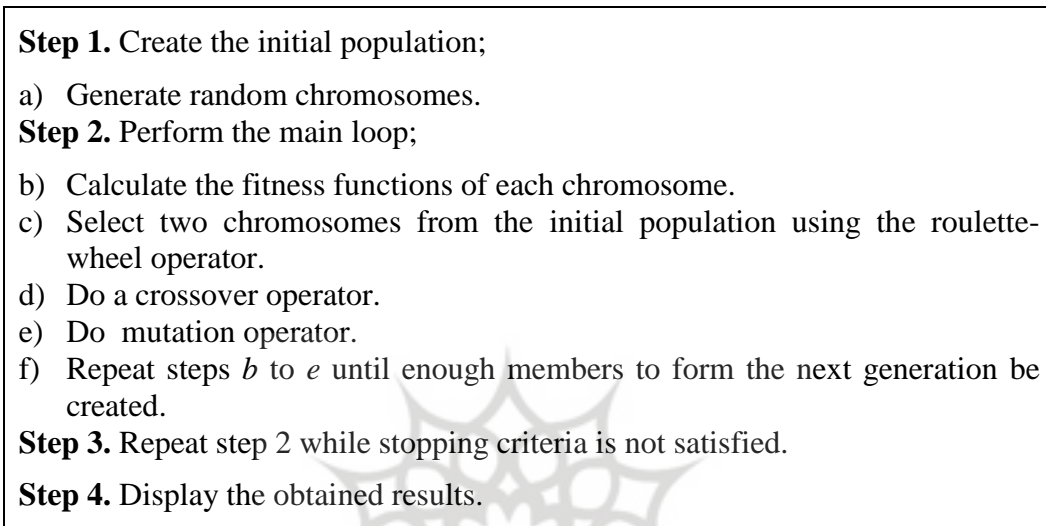 Step 1. Create the initial population;
a) Generate random chromosomes.
Step 2. Perform the main loop;
b) Calculate the fitness functions of each chromosome.
c) Select two chromosomes from the initial population using the roulette-
wheel operator.
d) Do a crossover operator.
e) Do mutation operator.
f) Repeat steps b to e until enough members to form the next generation be
created.
Step 3. Repeat step 2 while stopping criteria is not satisfied.
Step 4. Display the obtained results.